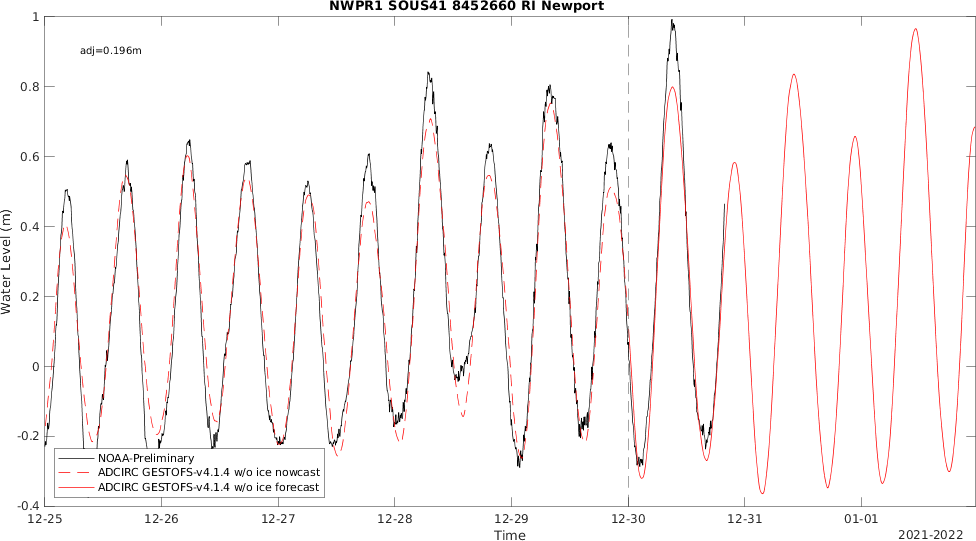 NWPR1 SOUS41 8452660 RI Newport
adj=0.196m
1
0.8
0.6
0.4
0.2
0
-0.2
-0.4
Water Level (m)
NOAA-Preliminary
ADCIRC GESTOFS-v4.1.4 w/o ice nowcast
ADCIRC GESTOFS-v4.1.4 w/o ice forecast
12-25 12-26 12-27 12-28 12-29 12-30 12-31 01-01
Time
2021-2022